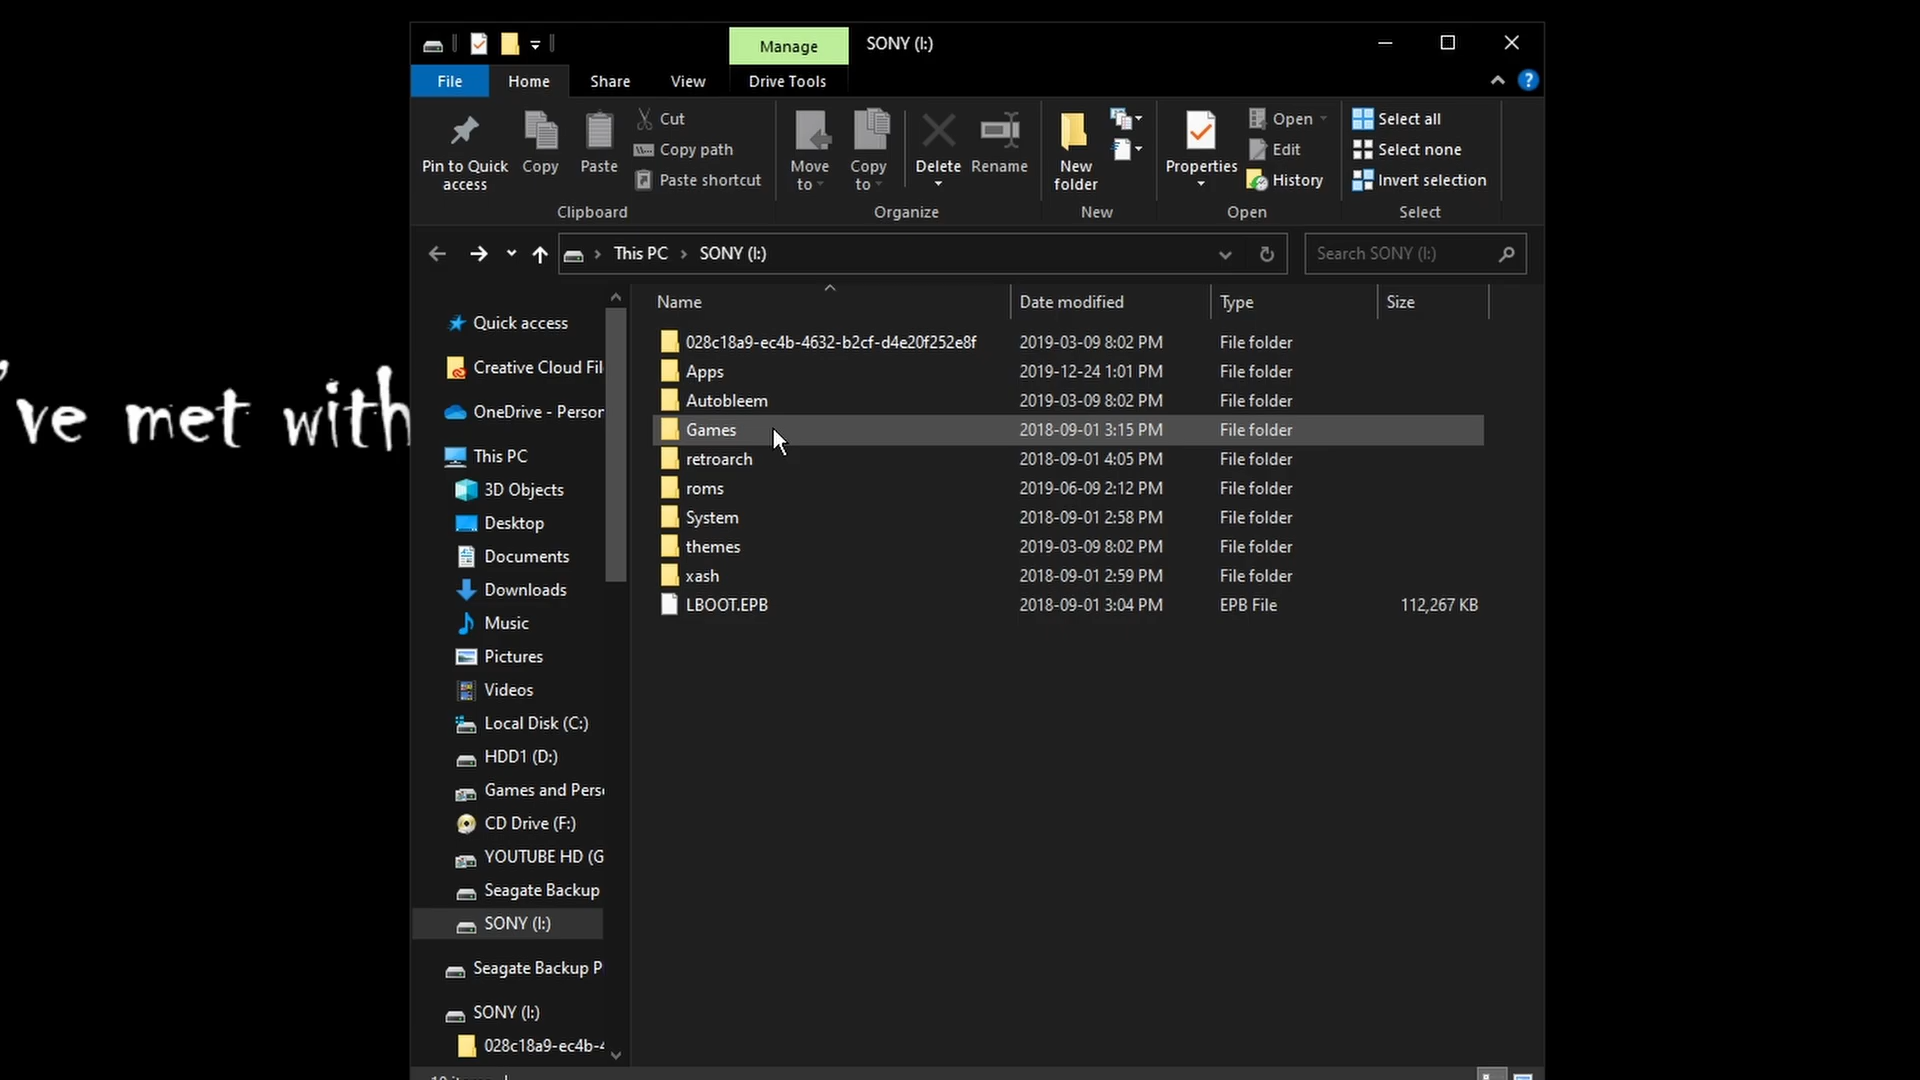 Manage
SONY (I:)
File
Home
Share
View
Drive Tools
Pin to Quick access
Copy
Paste
Cut
Copy path
Paste shortcut
Move to
Copy to
Delete
Rename
New folder
Properties
Open
Edit
History
Select all
Select none
Invert selection
Clipboard
Organize
New
Open
Select
This PC
SONY (I:)
Search SONY (I:)
've met with
Quick access
Creative Cloud Fil
OneDrive - Person
This PC
3D Objects
Desktop
Documents
Downloads
Music
Pictures
Videos
Local Disk (C:)
HDD1 (D:)
Games and Pers
CD Drive (F:)
YOUTUBE HD (G
Seagate Backup
SONY (I:)
Seagate Backup P
SONY (I:)
028c18a9-ec4b-4
Name Date modified Type Size
028c18a9-ec4b-4632-b2cf-d4e20f252e8f 2019-03-09 8:02 PM File folder
Apps 2019-12-24 1:01 PM File folder
Autobleem 2019-03-09 8:02 PM File folder
Games 2018-09-01 3:15 PM File folder
retroarch 2018-09-01 4:05 PM File folder
roms 2019-06-09 2:12 PM File folder
System 2018-09-01 2:58 PM File folder
themes 2019-03-09 8:02 PM File folder
xash 2018-09-01 2:59 PM File folder
LBOOT.EPB 2018-09-01 3:04 PM EPB File 112,267 KB